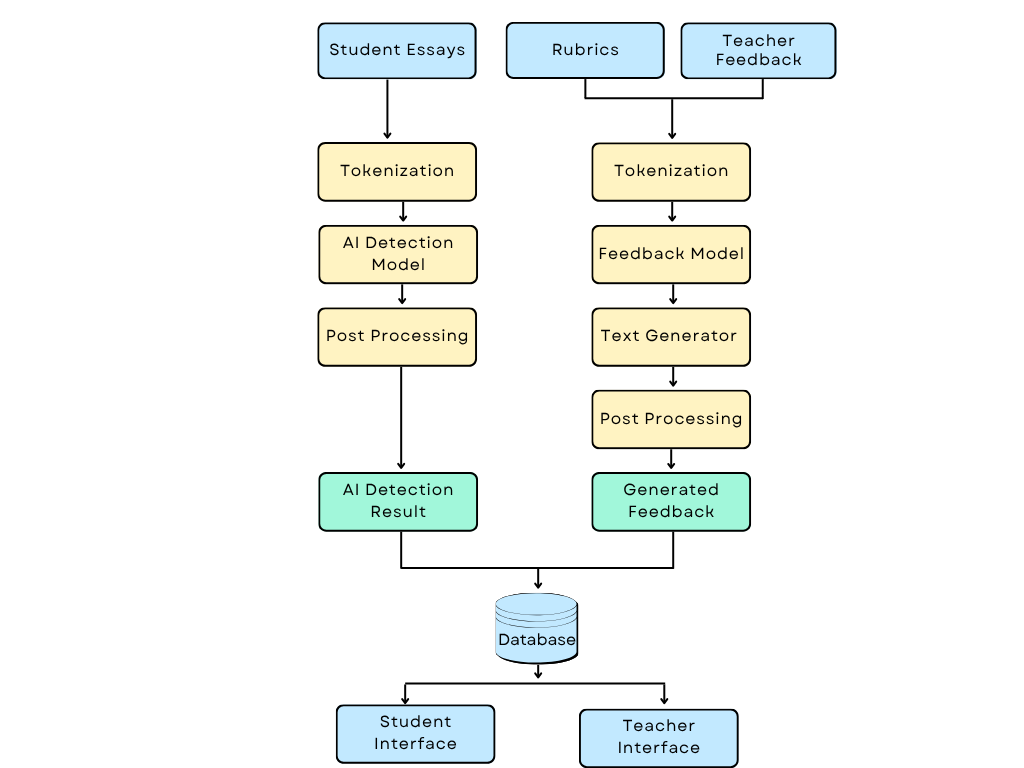 Student Essays
Rubrics
Teacher
Feedback
Tokenization
Tokenization
AI Detection
Model
Feedback Model
Post Processing
Text Generator
Post Processing
AI Detection
Result
Generated
Feedback
Database
Student
Interface
Teacher
Interface